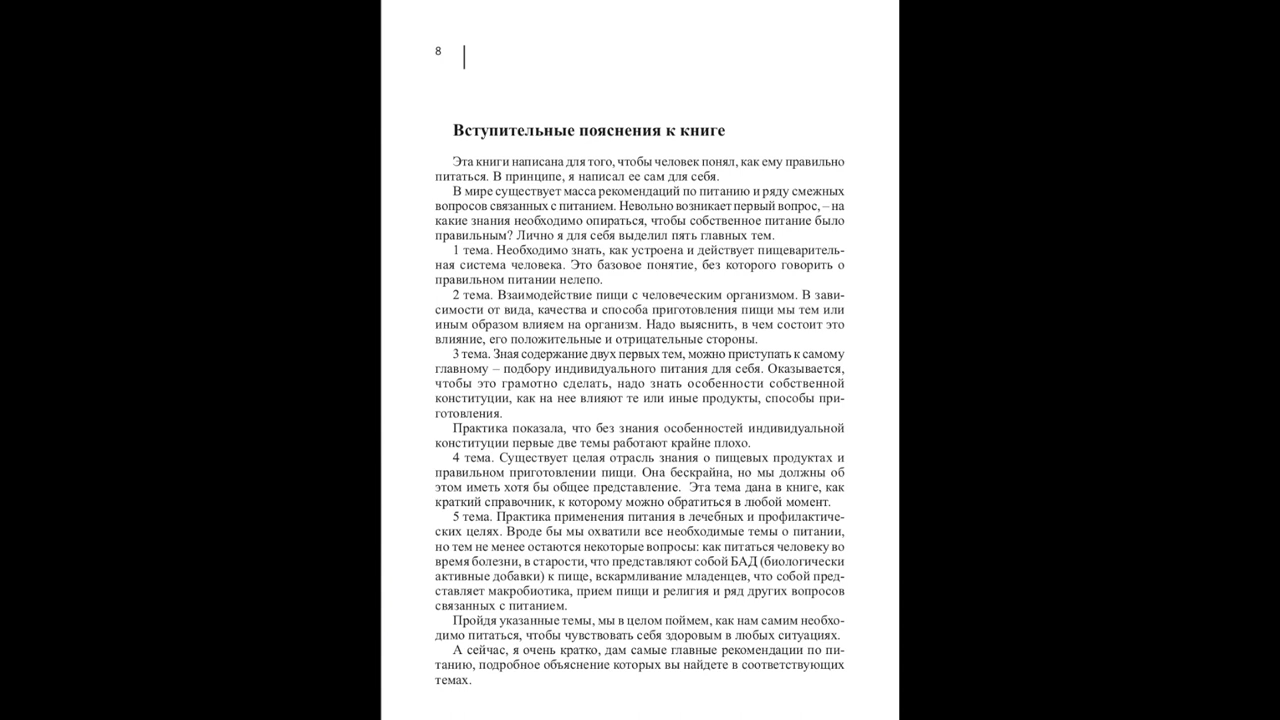 8
Вступительные пояснения к книге
Эта книги написана для того, чтобы человек понял, как ему правильно
питаться. В принципе, я написал ее сам для себя.
В мире существует масса рекомендаций по питанию и ряду смежных
вопросов связанных с питанием. Невольно возникает первый вопрос, – на
какие знания необходимо опираться, чтобы собственное питание было
правильным? Лично я для себя выделил пять главных тем.
1 тема. Необходимо знать, как устроена и действует пищеваритель-
ная система человека. Это базовое понятие, без которого говорить о
правильном питании нелепо.
2 тема. Взаимодействие пищи с человеческим организмом. В зави-
симости от вида, качества и способа приготовления пищи мы тем или
иным образом влияем на организм. Надо выяснить, в чем состоит это
влияние, его положительные и отрицательные стороны.
3 тема. Зная содержание двух первых тем, можно приступать к самому
главному – подбору индивидуального питания для себя. Оказывается,
чтобы это грамотно сделать, надо знать особенности собственной
конституции, как на нее влияют те или иные продукты, способы при-
готовления.
Практика показала, что без знания особенностей индивидуальной
конституции первые две темы работают крайне плохо.
4 тема. Существует целая отрасль знания о пищевых продуктах и
правильном приготовлении пищи. Она бескрайна, но мы должны об
этом иметь хотя бы общее представление. Эта тема дана в книге, как
краткий справочник, к которому можно обратиться в любой момент.
5 тема. Практика применения питания в лечебных и профилактиче-
ских целях. Вроде бы мы охватили все необходимые темы о питании,
но тем не менее остаются некоторые вопросы: как питаться человеку во
время болезни, в старости, что представляют собой БАД (биологически
активные добавки) к пище, вскармливание младенцев, что собой пред-
ставляет макробиотика, прием пищи и религия и ряд других вопросов
связанных с питанием.
Пройдя указанные темы, мы в целом поймем, как нам самим необхо-
димо питаться, чтобы чувствовать себя здоровым в любых ситуациях.
А сейчас, я очень кратко, дам самые главные рекомендации по пи-
танию, подробное объяснение которых вы найдете в соответствующих
темах.